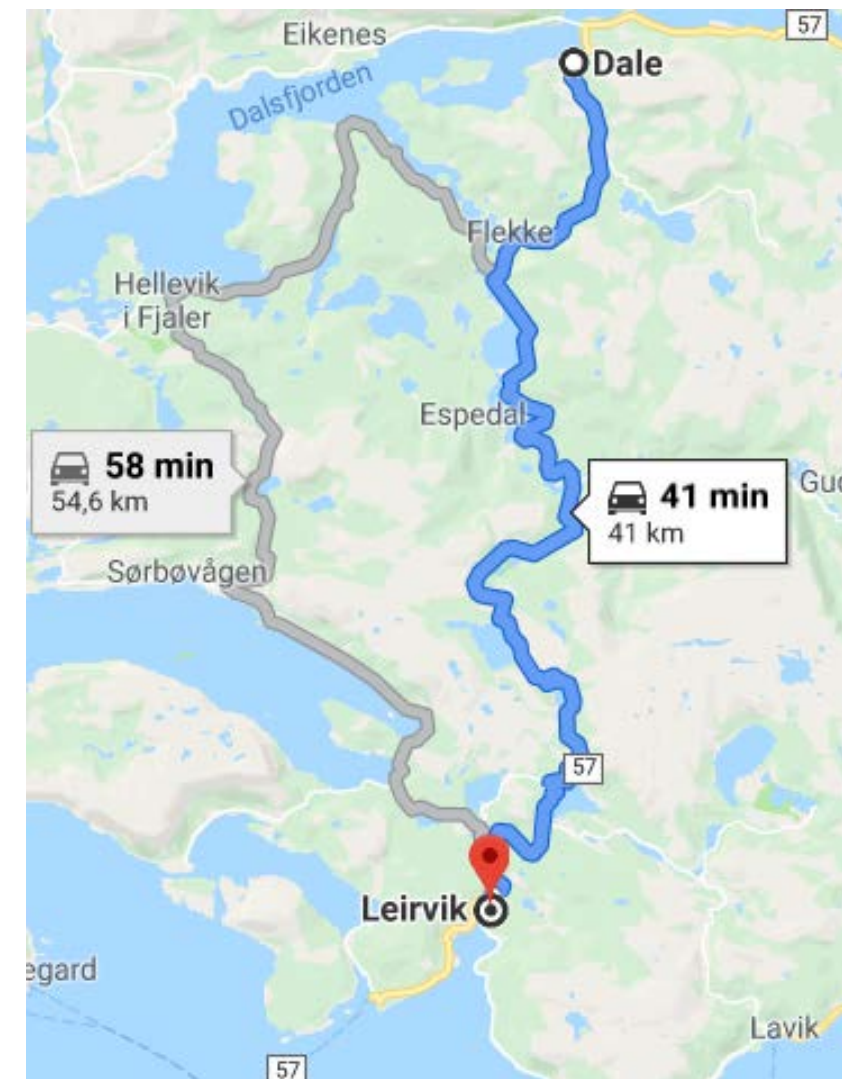 57
Eikenes
Dale
Dalsfjorden
Flekke
Hellevik
i Fjaler
Espedal
58 min
54,6 km
41 min
41 km
Sørbøvågen
57
Leirvik
Lavik
57